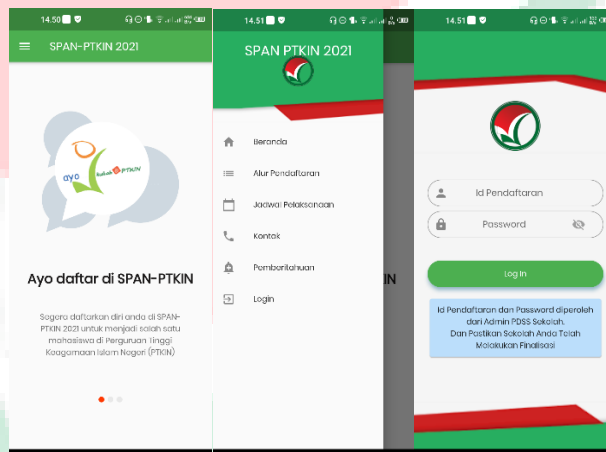 14.50
SPAN-PTKIN 2021
ayo
Kuliah di PTKIN
Ayo daftar di SPAN-PTKIN
Segera daftarkan diri anda di SPAN-
PTKIN 2021 untuk menjadi salah satu
mahasiswa di Perguruan Tinggi
Keagamaan Islam Negeri (PTKIN)
14.51
SPAN PTKIN 2021
Beranda
Alur Pendaftaran
Jadwal Pelaksanaan
Kontak
Pemberitahuan
Login
IN
14.51
Id Pendaftaran
Password
Log In
Id Pendaftaran dan Password diperoleh
dari Admin PDSS Sekolah.
Dan Pastikan Sekolah Anda Telah
Melakukan Finalisasi